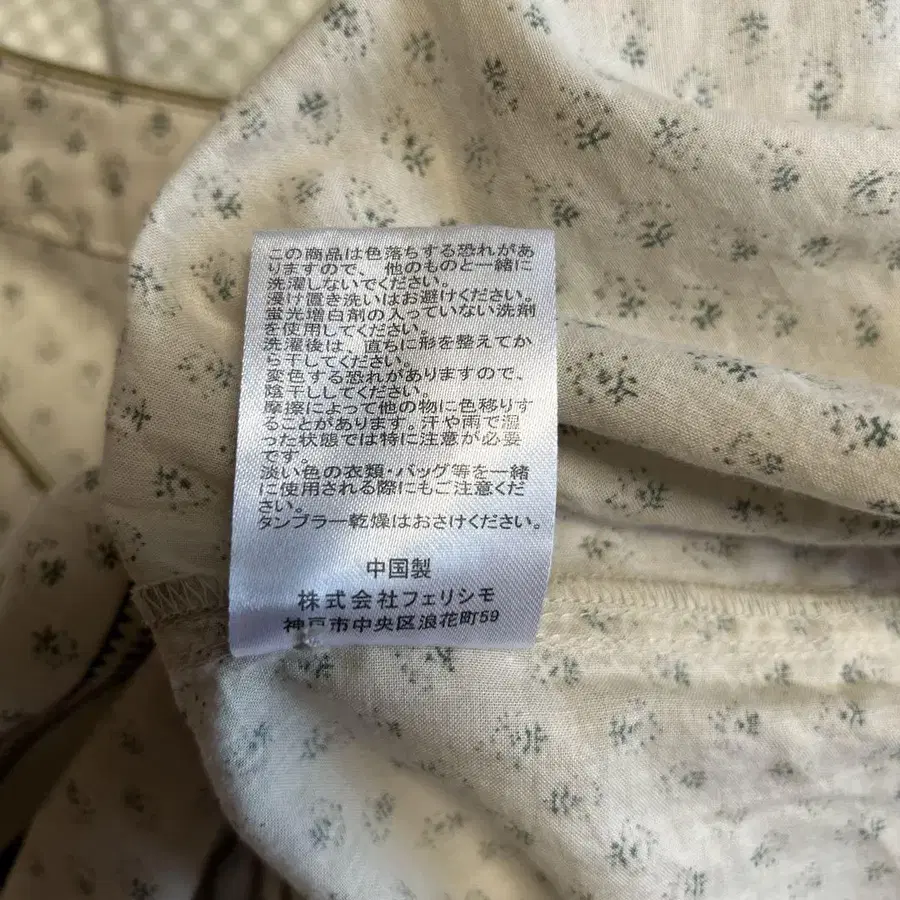 この商品は色落ちする恐れがあ
りますので、他のものと一緒に
洗濯しないでください。
浸け置き洗いはお避けください。
蛍光増白剤の入っていない洗剤
を使用してください。
洗濯後は、直ちに形を整えてか
ら干してください。
変色する恐れがありますので、
陰干ししてください。
摩擦によって他の物に色移りす
ることがあります。汗や雨で湿
った状態では特に注意が必要
です。
淡い色の衣類・バッグ等を一緒
に使用される際にもご注意くだ
さい。
タンブラー乾燥はおさけください。
中国製
株式会社フェリシモ
神戸市中央区浪花町59